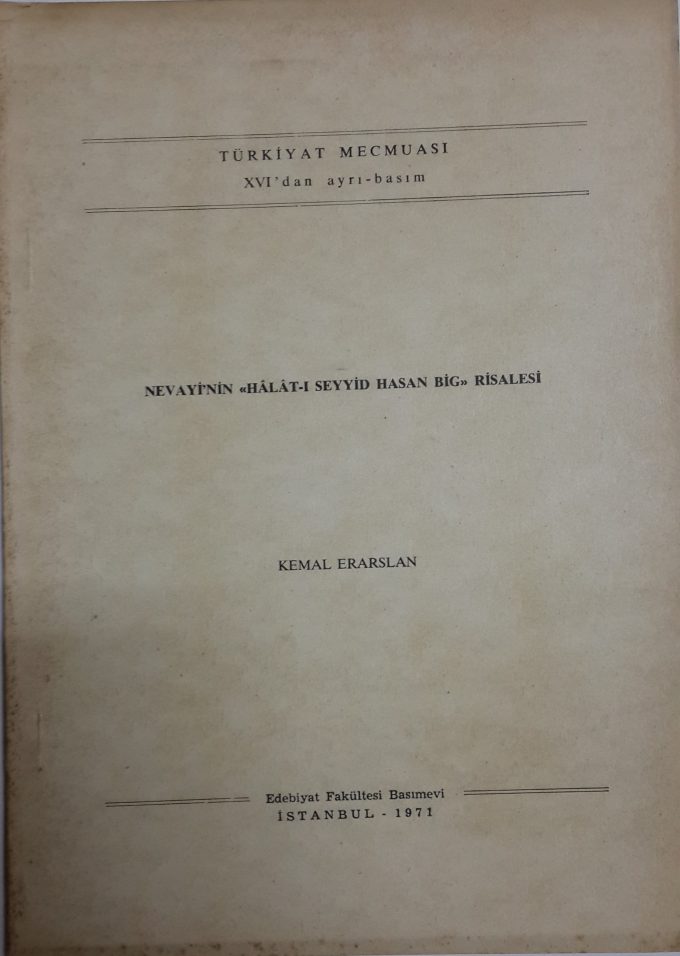 TÜRKİYAT MECMUASI
XVI'dan ayrı-basım
NEVAYİ'NİN «HÂLÂT-I SEYYİD HASAN BİG» RİSALESİ
KEMAL ERARSLAN
Edebiyat Fakültesi Basımevi
İSTANBUL - 1971